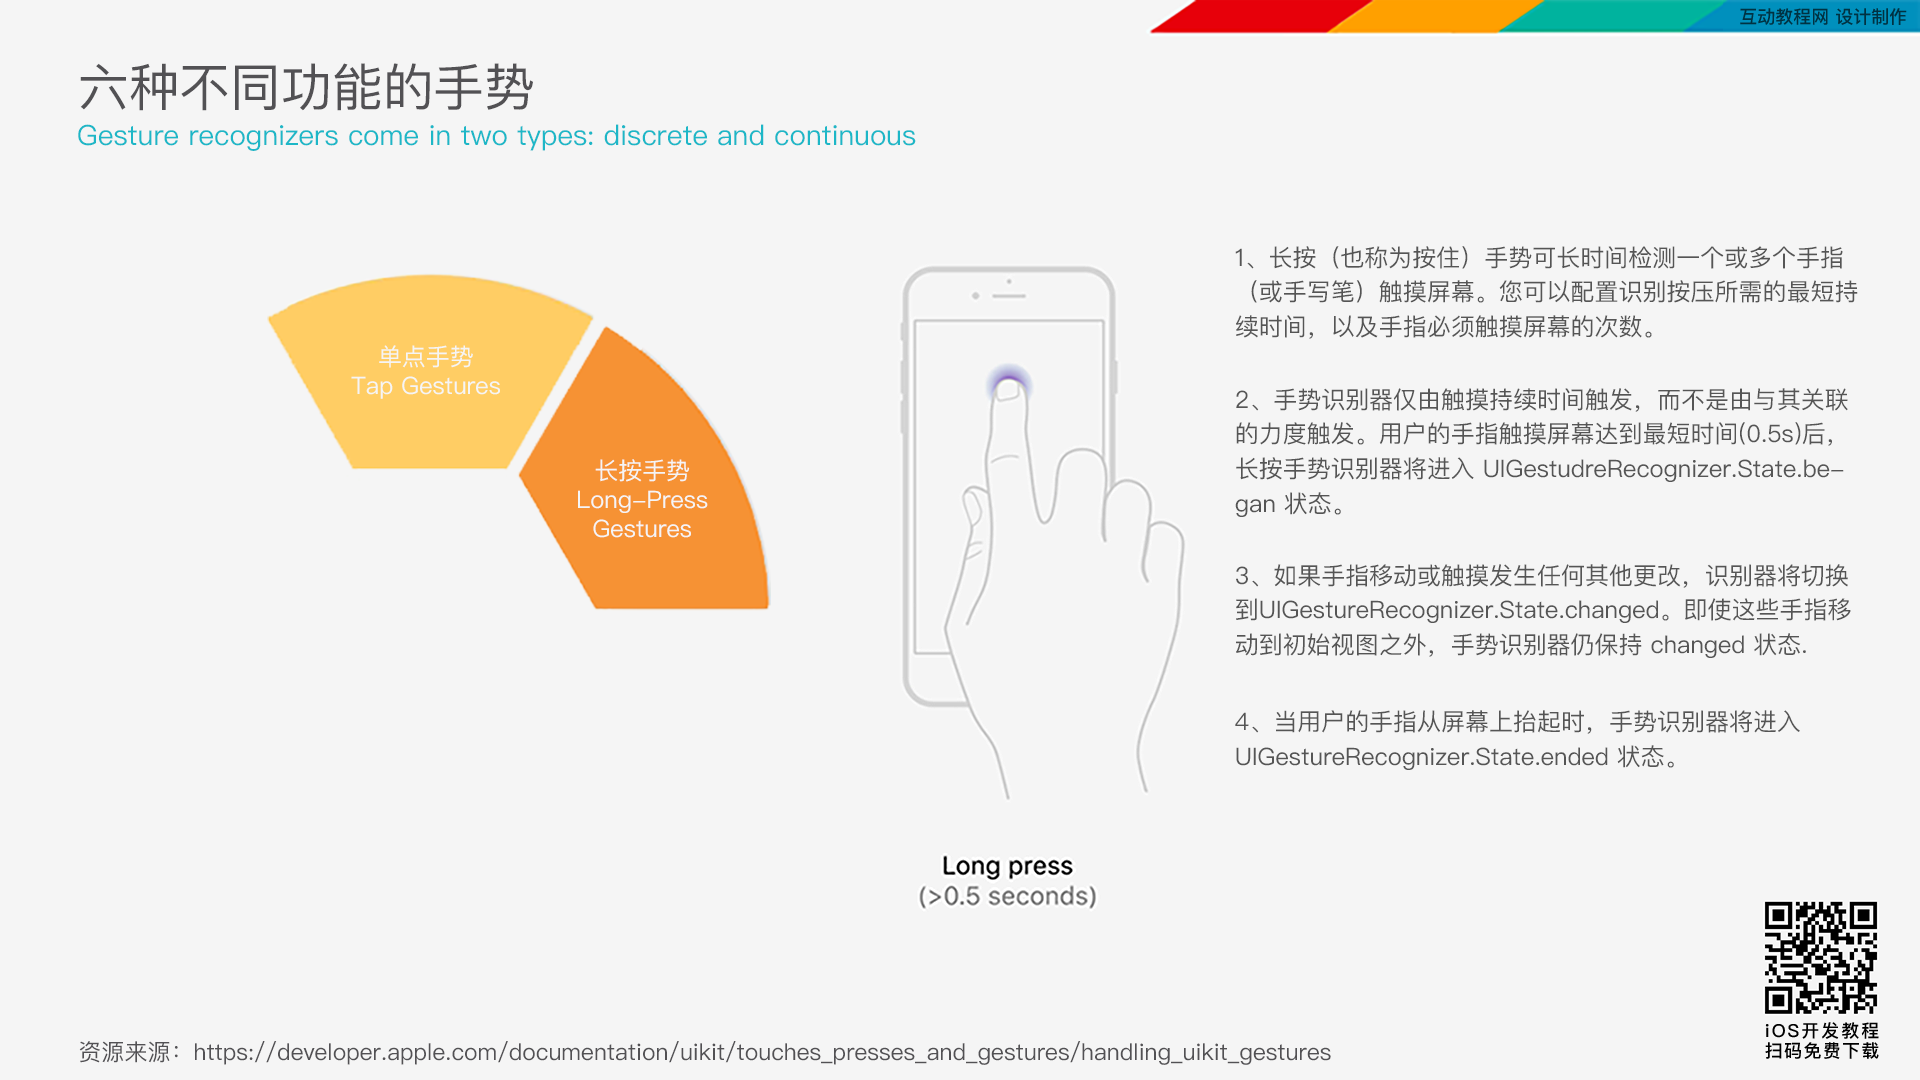 互动教程网 设计制作
六种不同功能的手势
Gesture recognizers come in two types: discrete and continuous
单点手势
Tap Gestures
长按手势
Long-Press
Gestures
Long press
(>0.5 seconds)
1、长按（也称为按住）手势可长时间检测一个或多个手指
（或手写笔）触摸屏幕。您可以配置识别按压所需的最短持
续时间，以及手指必须触摸屏幕的次数。
2、手势识别器仅由触摸持续时间触发，而不是由与其关联
的力度触发。用户的手指触摸屏幕达到最短时间(0.5s)后，
长按手势识别器将进入 UIGestudreRecognizer.State.be-
gan 状态。
3、如果手指移动或触摸发生任何其他更改，识别器将切换
到UIGestureRecognizer.State.changed。即使这些手指移
动到初始视图之外，手势识别器仍保持 changed 状态.
4、当用户的手指从屏幕上抬起时，手势识别器将进入
UIGestureRecognizer.State.ended 状态。
iOS开发教程
扫码免费下载
资源来源：https://developer.apple.com/documentation/uikit/touches_presses_and_gestures/handling_uikit_gestures